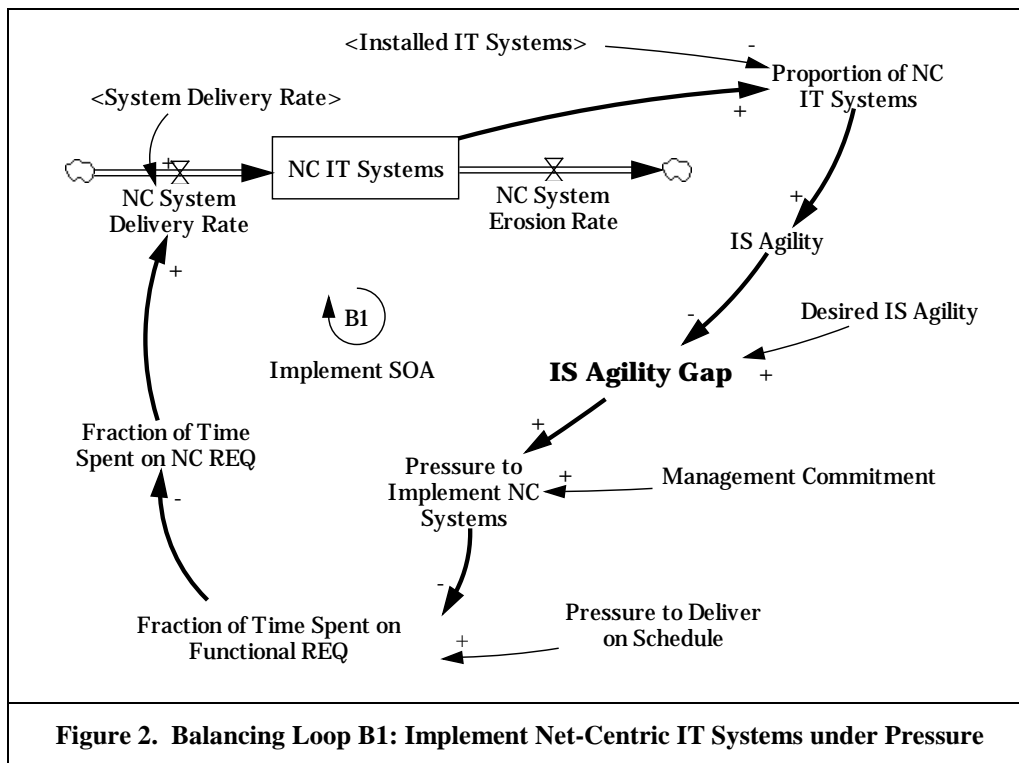 <Installed IT Systems>
-
Proportion of NC
IT Systems
<System Delivery Rate>
+
+
NC IT Systems
NC System
Delivery Rate
NC System
Erosion Rate
+
IS Agility
+
B1
Implement SOA
-
Desired IS Agility
IS Agility Gap
+
+
Fraction of Time
Spent on NC REQ
Pressure to
Implement NC
Systems
+
Management Commitment
-
-
Fraction of Time Spent on
Functional REQ
+
Pressure to Deliver
on Schedule
Figure 2. Balancing Loop B1: Implement Net-Centric IT Systems under Pressure